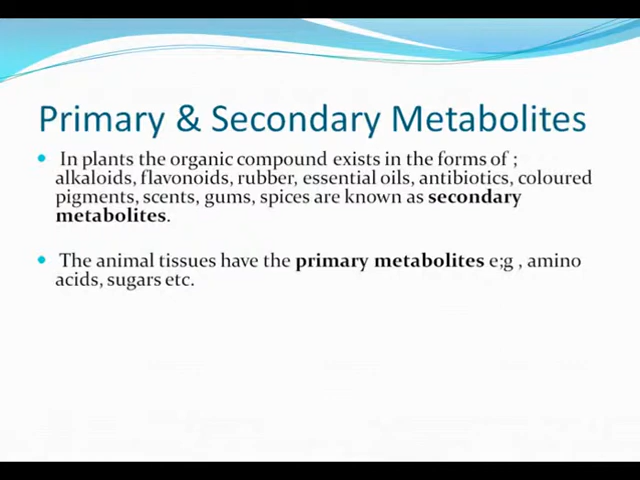 Primary & Secondary Metabolites
In plants the organic compound exists in the forms of ;
alkaloids, flavonoids, rubber, essential oils, antibiotics, coloured
pigments, scents, gums, spices are known as secondary
metabolites.
The animal tissues have the primary metabolites e;g , amino
acids, sugars etc.